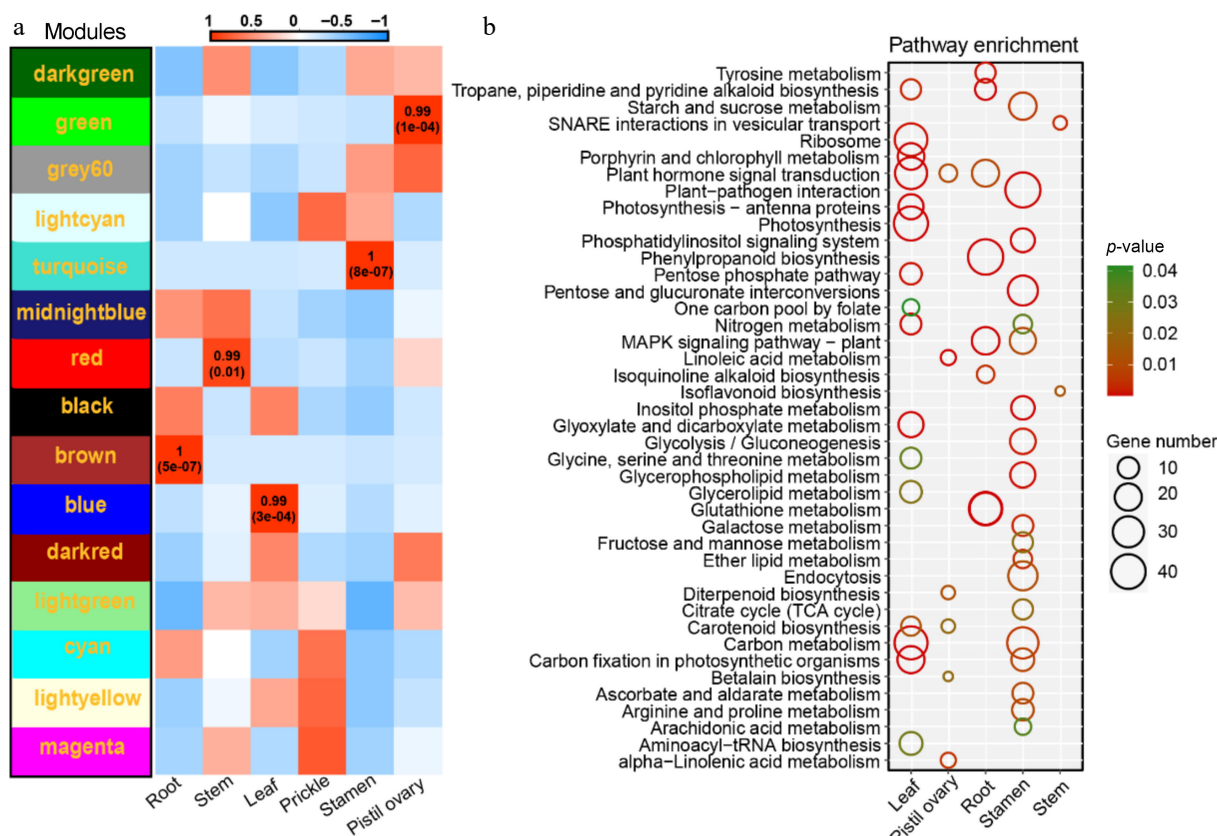 a
Modules
1 0.5 0 −0.5 −1
darkgreen
green
grey60
lightcyan
turquoise
midnightblue
red
black
brown
blue
darkred
lightgreen
cyan
lightyellow
magenta
0.99
(1e-04)
1
(8e-07)
0.99
(0.01)
1
(5e-07)
0.99
(3e-04)
Root
Stem
Leaf
Prickle
Stamen
Pistil ovary
b
Pathway enrichment
Tyrosine metabolism
Tropane, piperidine and pyridine alkaloid biosynthesis
Starch and sucrose metabolism
SNARE interactions in vesicular transport
Ribosome
Porphyrin and chlorophyll metabolism
Plant hormone signal transduction
Plant−pathogen interaction
Photosynthesis − antenna proteins
Photosynthesis
Phosphatidylinositol signaling system
Phenylpropanoid biosynthesis
Pentose phosphate pathway
Pentose and glucuronate interconversions
One carbon pool by folate
Nitrogen metabolism
MAPK signaling pathway − plant
Linoleic acid metabolism
Isoquinoline alkaloid biosynthesis
Isoflavonoid biosynthesis
Inositol phosphate metabolism
Glyoxylate and dicarboxylate metabolism
Glycolysis / Gluconeogenesis
Glycine, serine and threonine metabolism
Glycerophospholipid metabolism
Glycerolipid metabolism
Glutathione metabolism
Galactose metabolism
Fructose and mannose metabolism
Ether lipid metabolism
Endocytosis
Diterpenoid biosynthesis
Citrate cycle (TCA cycle)
Carotenoid biosynthesis
Carbon metabolism
Carbon fixation in photosynthetic organisms
Betalain biosynthesis
Ascorbate and aldarate metabolism
Arginine and proline metabolism
Arachidonic acid metabolism
Aminoacyl−tRNA biosynthesis
alpha−Linolenic acid metabolism
Leaf
Pistil ovary
Root
Stamen
Stem
p-value
0.04
0.03
0.02
0.01
Gene number
10
20
30
40